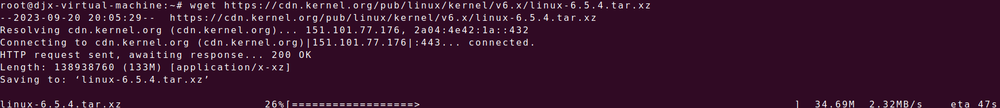 root@djx-virtual-machine:~# wget https://cdn.kernel.org/pub/linux/kernel/v6.x/linux-6.5.4.tar.xz
--2023-09-20 20:05:29--  https://cdn.kernel.org/pub/linux/kernel/v6.x/linux-6.5.4.tar.xz
Resolving cdn.kernel.org (cdn.kernel.org)... 151.101.77.176, 2a04:4e42:1a::432
Connecting to cdn.kernel.org (cdn.kernel.org)|151.101.77.176|:443... connected.
HTTP request sent, awaiting response... 200 OK
Length: 138938760 (133M) [application/x-xz]
Saving to: ‘linux-6.5.4.tar.xz’
linux-6.5.4.tar.xz                     26%[==================>                                                       ]  34.69M  2.32MB/s    eta 47s